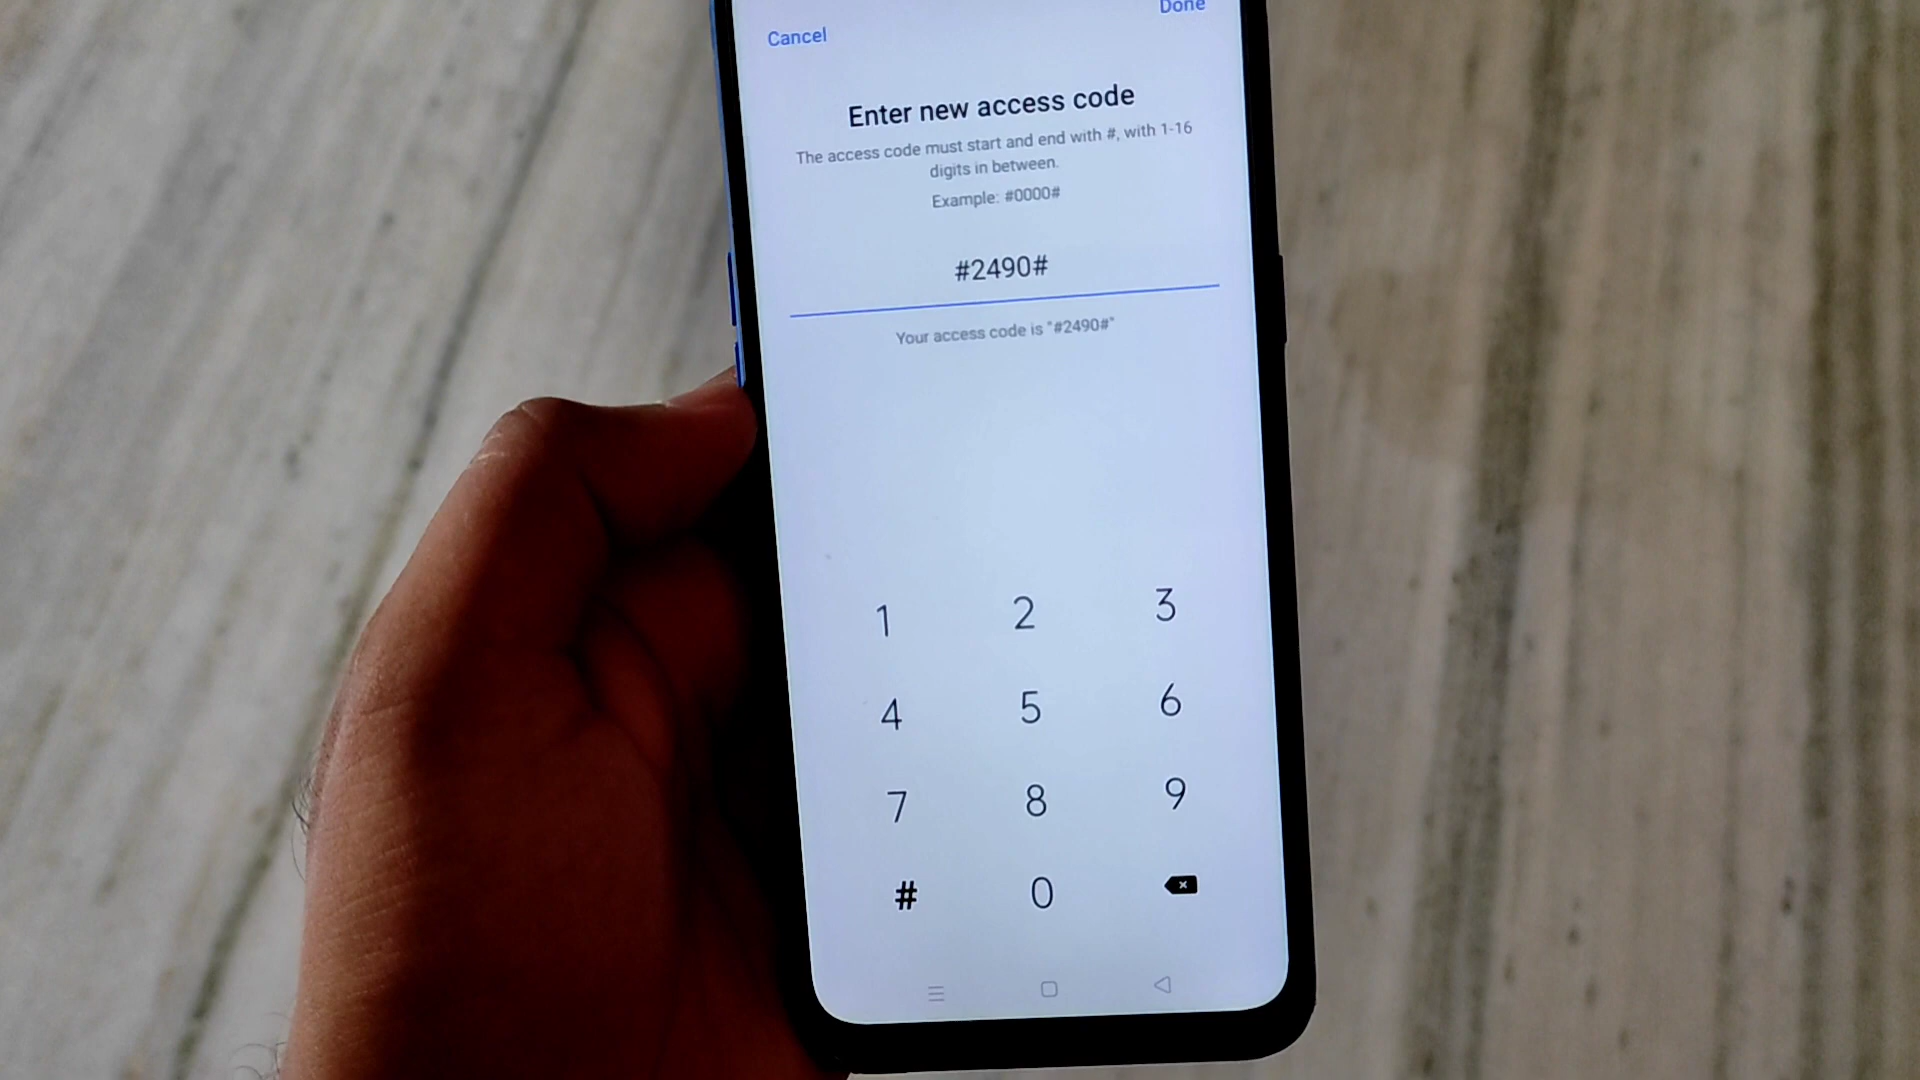 Done
Cancel
Enter new access code
The access code must start and end with #, with 1-16
digits in between.
Example: #0000#
#2490#
Your access code is "#2490#"
1 2 3
4 5 6
7 8 9
# 0